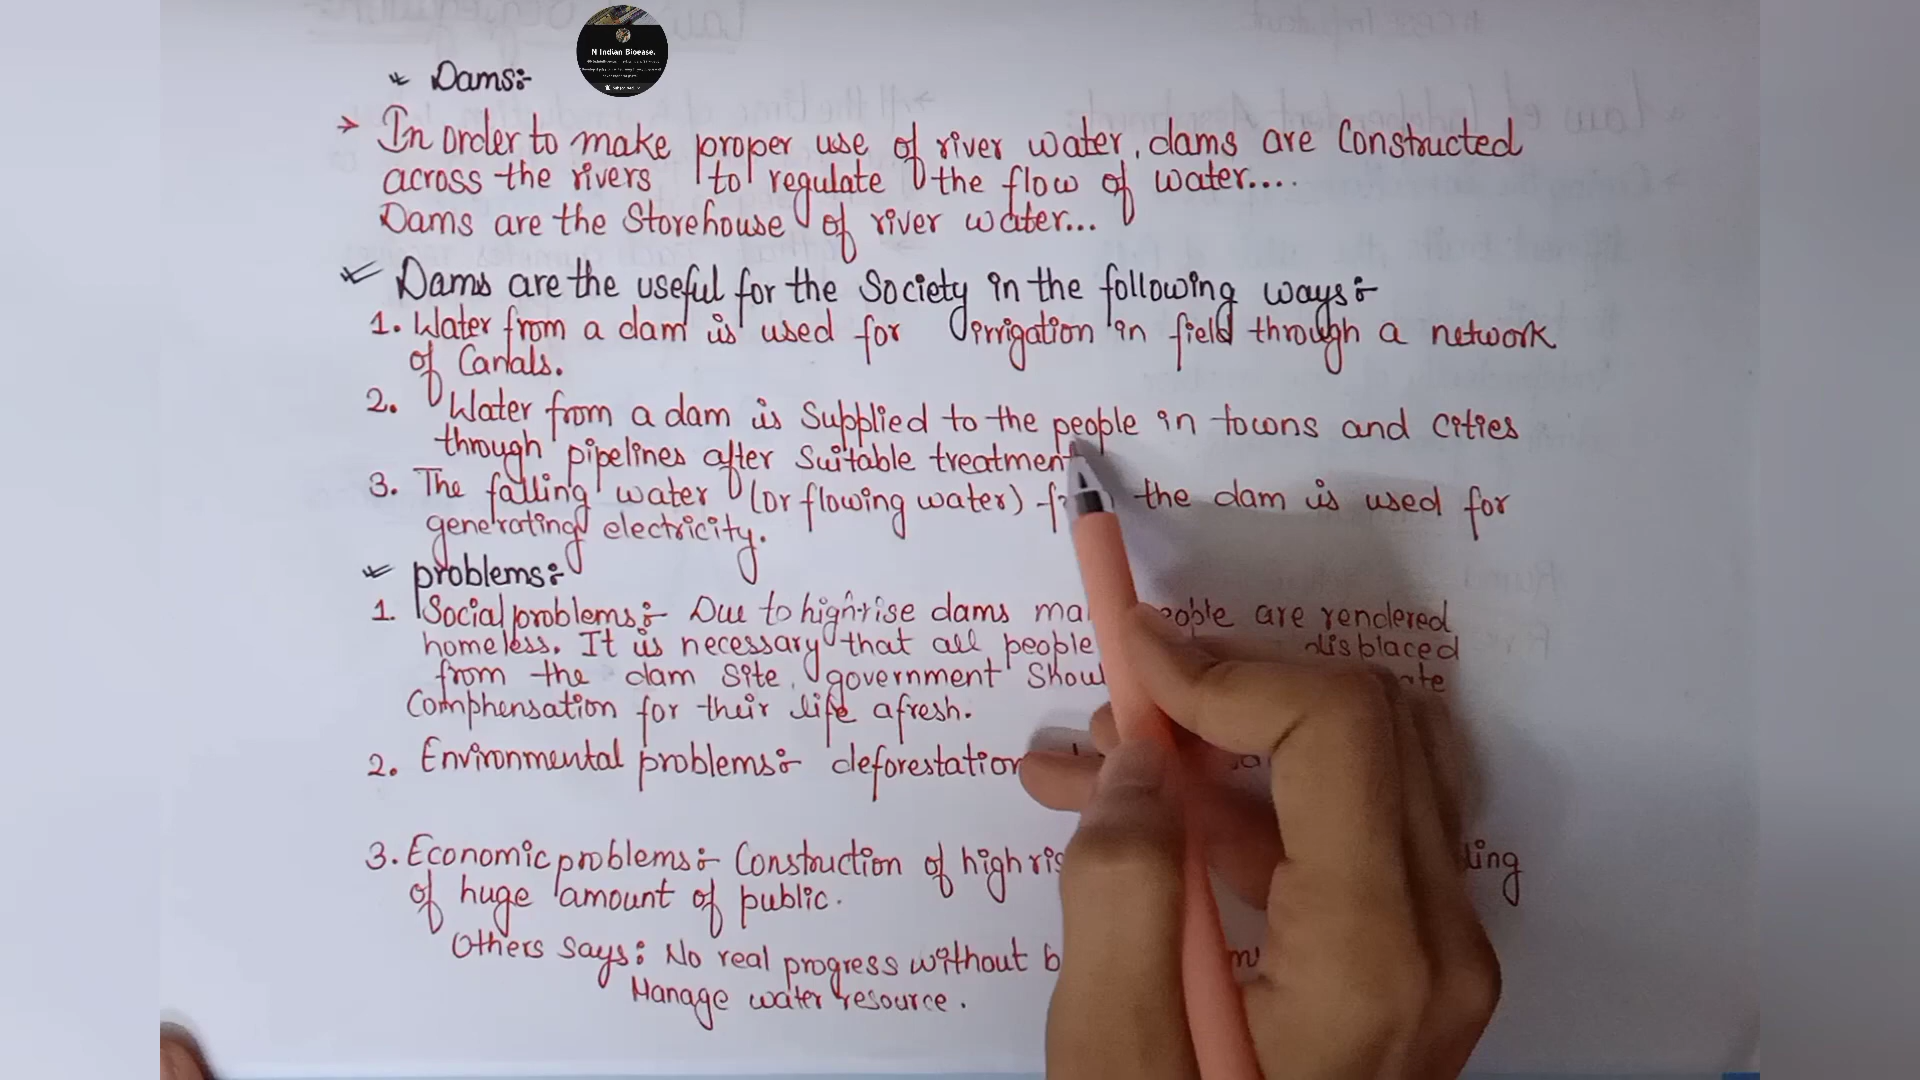 N Indian Bioease.
Dams:-
In order to make proper use of river water, dams are Constructed
across the rivers to regulate the flow of water....
Dams are the Storehouse of river water...
Dams are the useful for the Society in the following ways:-
1. Water from a dam is used for irrigation in field through a network
of Canals.
2. Water from a dam is Supplied to the people in towns and cities
through pipelines after Suitable treatment
3. The falling water (or flowing water) the dam is used for
generating electricity.
problems:-
1. Social problems:- Due to high-rise dams people are rendered
homeless. It is necessary that all people displaced
from the dam site, government
Comphensation for their life afresh.
2. Environmental problems:- deforestation
3. Economic problems:- Construction of high
of huge amount of public.
Others says: No real progress without
Manage water resource.